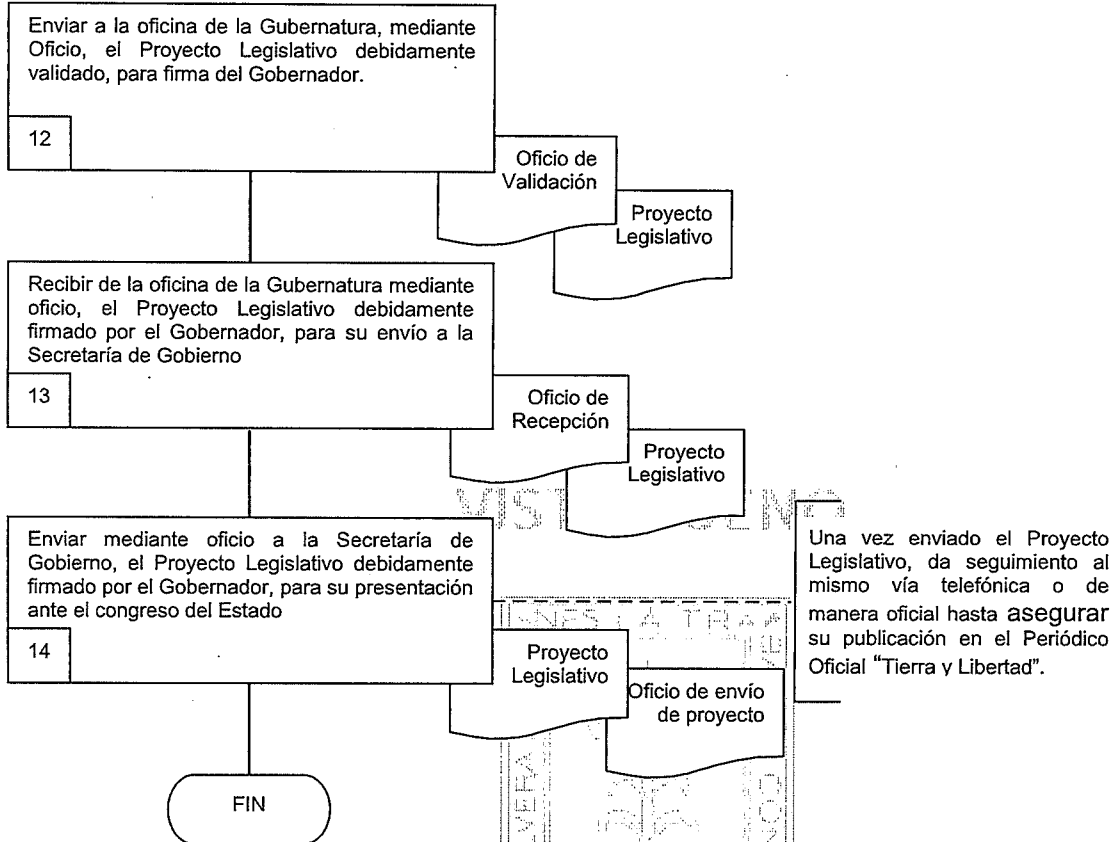 Enviar a la oficina de la Gubernatura, mediante
Oficio, el Proyecto Legislativo debidamente
validado, para firma del Gobernador.
12
Oficio de
Validación
Proyecto
Legislativo
Recibir de la oficina de la Gubernatura mediante
oficio, el Proyecto Legislativo debidamente
firmado por el Gobernador, para su envío a la
Secretaría de Gobierno
13
Oficio de
Recepción
Proyecto
Legislativo
Enviar mediante oficio a la Secretaría de
Gobierno, el Proyecto Legislativo debidamente
firmado por el Gobernador, para su presentación
ante el congreso del Estado
14
Proyecto
Legislativo
Oficio de envío
de proyecto
Una vez enviado el Proyecto
Legislativo, da seguimiento al
mismo vía telefónica o de
manera oficial hasta asegurar
su publicación en el Periódico
Oficial "Tierra y Libertad".
FIN